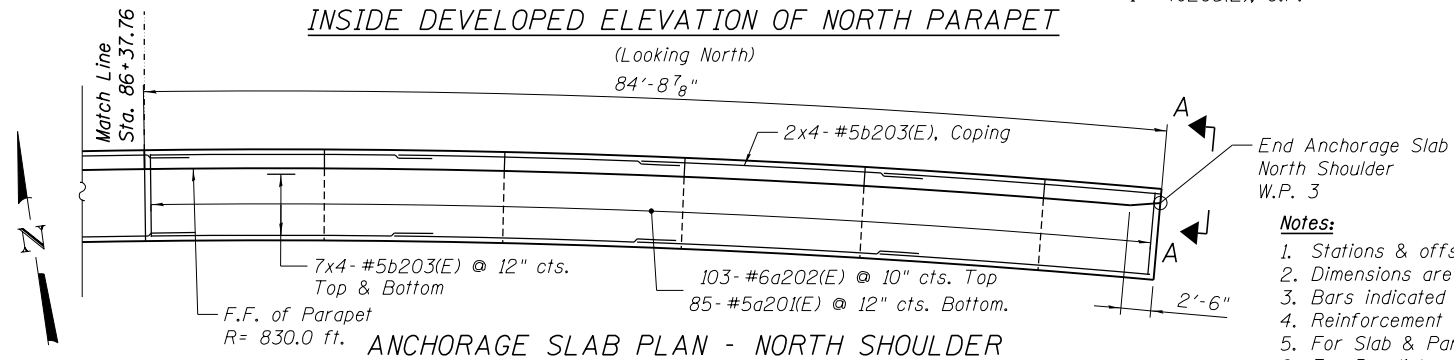 INSIDE DEVELOPED ELEVATION OF NORTH PARAPET
(Looking North)
84'-8⅞"
Match Line
Sta. 86+37.76
2x4-#5b203(E), Coping
A
End Anchorage Slab
North Shoulder
W.P. 3
A
N
7x4-#5b203(E) @ 12" cts.
Top & Bottom
103-#6a202(E) @ 10" cts. Top
85-#5a201(E) @ 12" cts. Bottom.
2'-6"
F.F. of Parapet
R= 830.0 ft.
ANCHORAGE SLAB PLAN - NORTH SHOULDER
Notes:
1. Stations & offs
2. Dimensions are
3. Bars indicated
4. Reinforcement
5. For Slab & Par